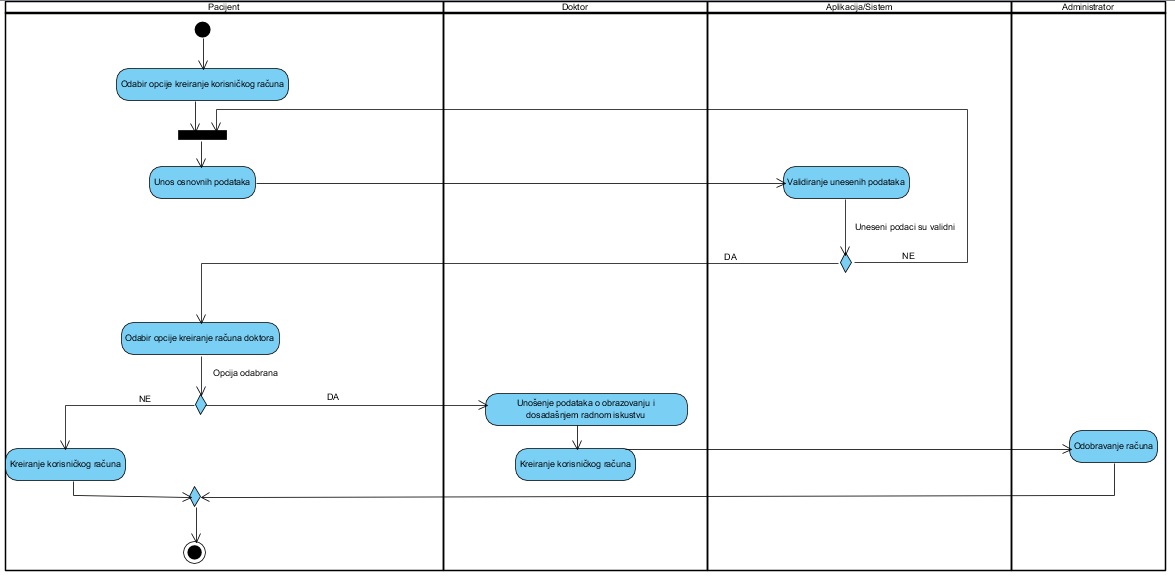 Pacijent
Doktor
Aplikacija/Sistem
Administrator
Odabir opcije kreiranje korisničkog računa
Unos osnovnih podataka
Validiranje unesenih podataka
Uneseni podaci su validni
DA
NE
Odabir opcije kreiranje računa doktora
Opcija odabrana
NE
DA
Unošenje podataka o obrazovanju i
dosadašnjem radnom iskustvu
Kreiranje korisničkog računa
Kreiranje korisničkog računa
Odobravanje računa